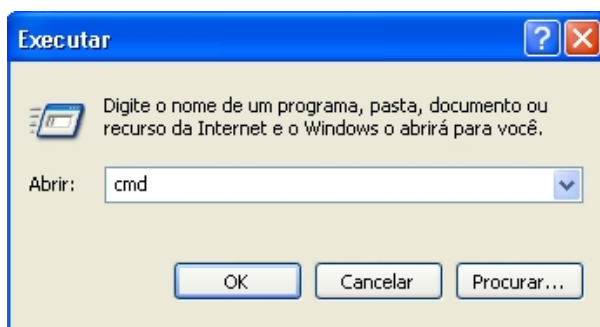 Executar
Digite o nome de um programa, pasta, documento ou
recurso da Internet e o Windows o abrirá para você.
Abrir: cmd
OK Cancelar Procurar...